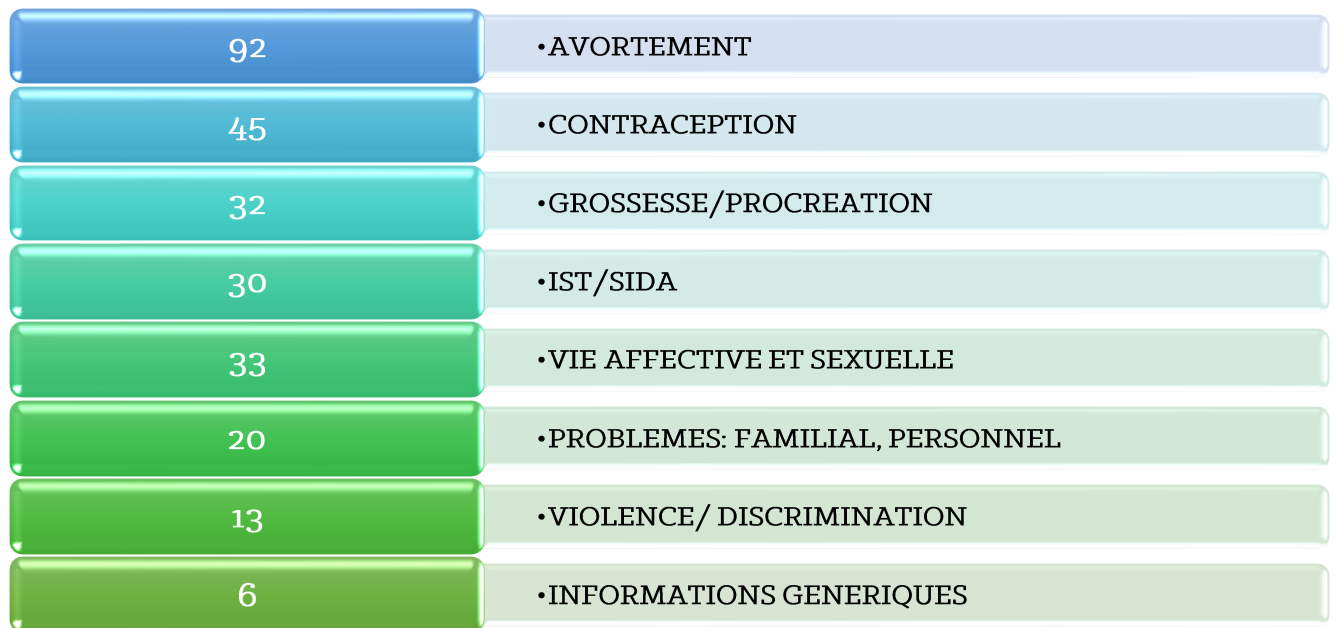 92
•AVORTEMENT
45
•CONTRACEPTION
32
•GROSSESSE/PROCREATION
30
•IST/SIDA
33
•VIE AFFECTIVE ET SEXUELLE
20
•PROBLEMES: FAMILIAL, PERSONNEL
13
•VIOLENCE/ DISCRIMINATION
6
•INFORMATIONS GENERIQUES